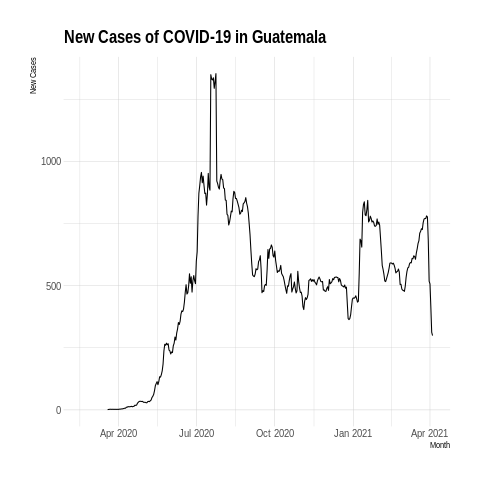 New Cases of COVID-19 in Guatemala
New Cases
1000
500
0
Apr 2020
Jul 2020
Oct 2020
Jan 2021
Apr 2021
Month